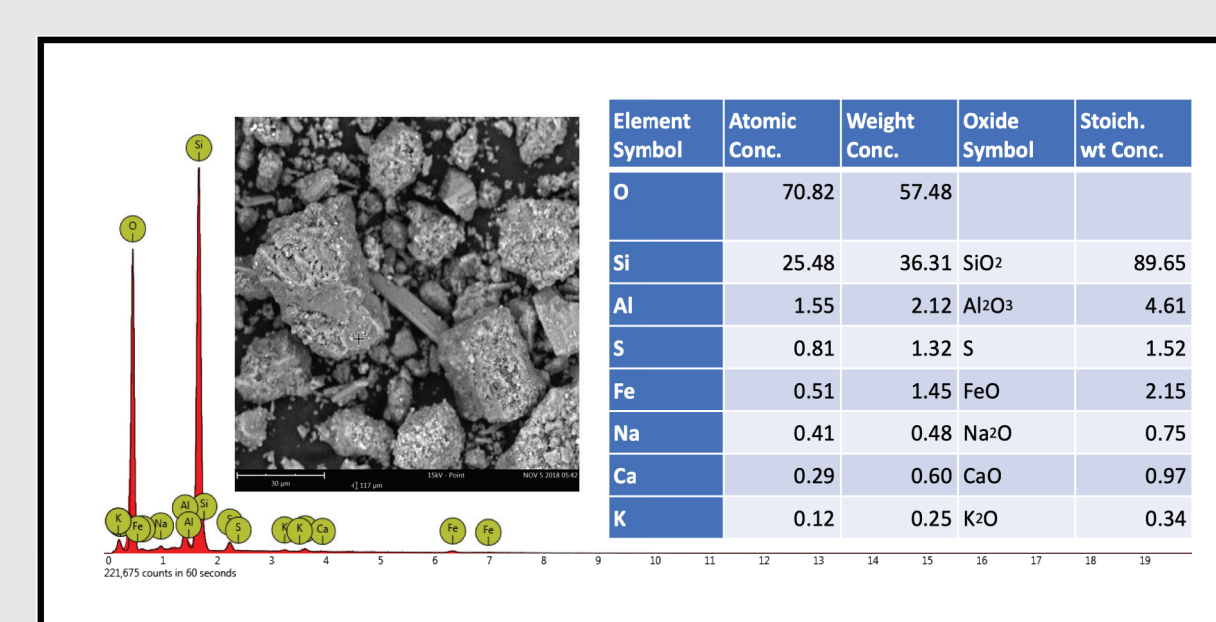 Element Symbol | Atomic Conc. | Weight Conc. | Oxide Symbol | Stoich. wt Conc.
O | 70.82 | 57.48
Si | 25.48 | 36.31 | SiO2 | 89.65
Al | 1.55 | 2.12 | Al2O3 | 4.61
S | 0.81 | 1.32 | S | 1.52
Fe | 0.51 | 1.45 | FeO | 2.15
Na | 0.41 | 0.48 | Na2O | 0.75
Ca | 0.29 | 0.60 | CaO | 0.97
K | 0.12 | 0.25 | K2O | 0.34
Si
O
K Fe Na Al Al Si S S K K Ca Fe Fe
15kV - Point NOV 5 2018 05:42
30 µm 117 µm
0 1 2 3 4 5 6 7 8 9 10 11 12 13 14 15 16 17 18 19
221,675 counts in 60 seconds